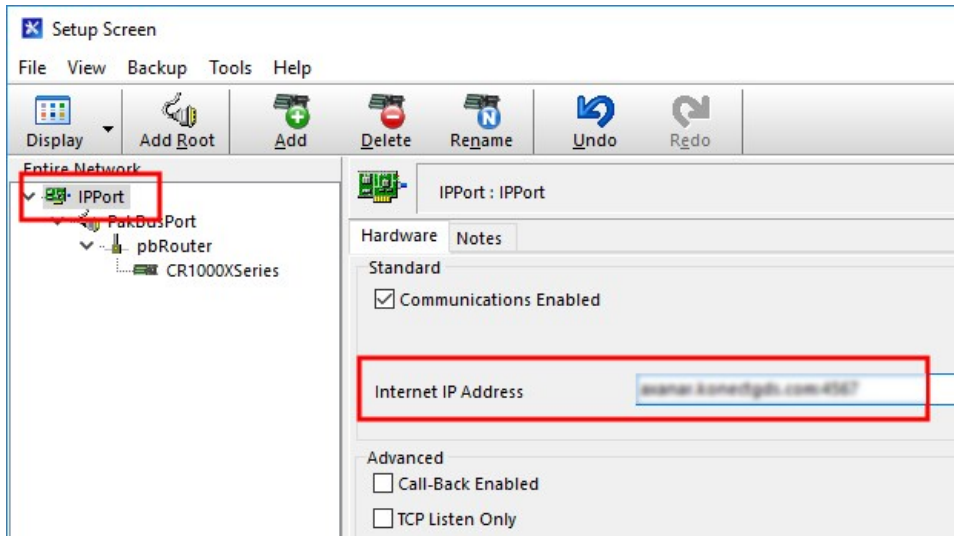 Setup Screen
File View Backup Tools Help
Display Add Root Add Delete Rename Undo Redo
Entire Network
IPPort
PakBusPort
pbRouter
CR1000XSeries
IPPort : IPPort
Hardware Notes
Standard
Communications Enabled
Internet IP Address
Advanced
Call-Back Enabled
TCP Listen Only